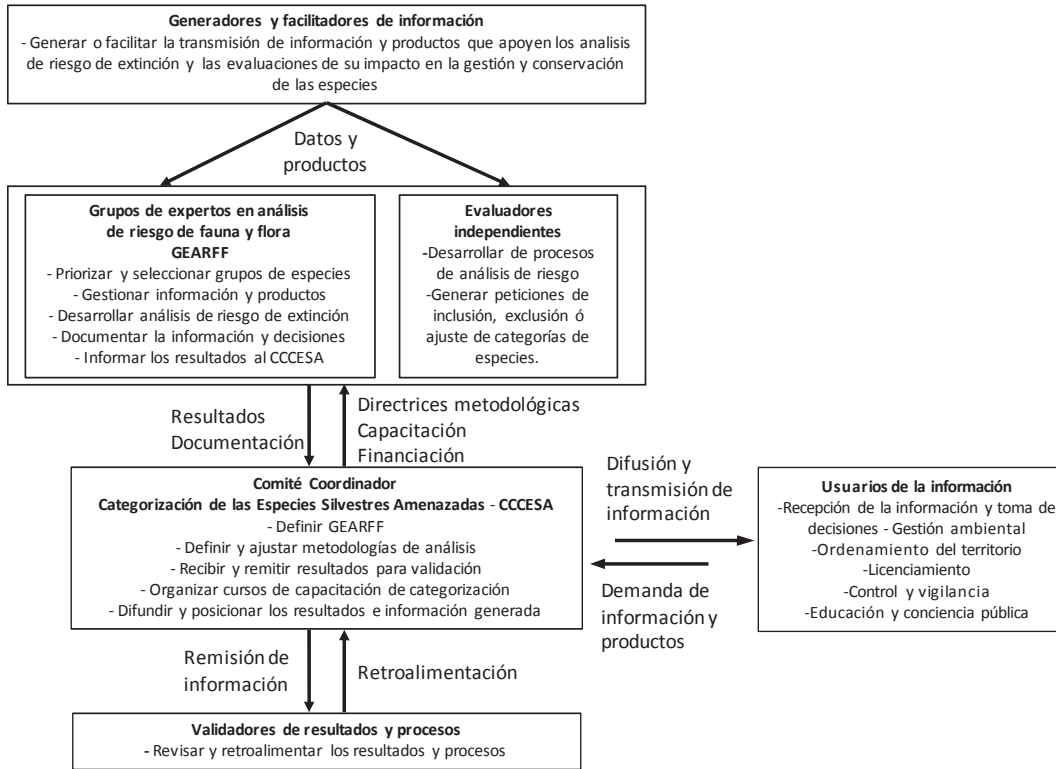 Generadores y facilitadores de información
- Generar o facilitar la transmisión de información y productos que apoyen los analisis
de riesgo de extinción y las evaluaciones de su impacto en la gestión y conservación
de las especies
Datos y
productos
Grupos de expertos en análisis
de riesgo de fauna y flora
GEARFF
- Priorizar y seleccionar grupos de especies
- Gestionar información y productos
- Desarrollar análisis de riesgo de extinción
- Documentar la información y decisiones
- Informar los resultados al CCCESA
Evaluadores
independientes
-Desarrollar de procesos
de análisis de riesgo
-Generar peticiones de
inclusión, exclusión ó
ajuste de categorías de
especies.
Resultados
Documentación
Directrices metodológicas
Capacitación
Financiación
Comité Coordinador
Categorización de las Especies Silvestres Amenazadas - CCCESA
- Definir GEARFF
- Definir y ajustar metodologías de análisis
- Recibir y remitir resultados para validación
- Organizar cursos de capacitación de categorización
- Difundir y posicionar los resultados e información generada
Difusión y
transmisión de
información
Demanda de
información y
productos
Usuarios de la información
-Recepción de la información y toma de
decisiones - Gestión ambiental
-Ordenamiento del territorio
-Licenciamiento
-Control y vigilancia
-Educación y conciencia pública
Remisión de
información
Retroalimentación
Validadores de resultados y procesos
- Revisar y retroalimentar los resultados y procesos